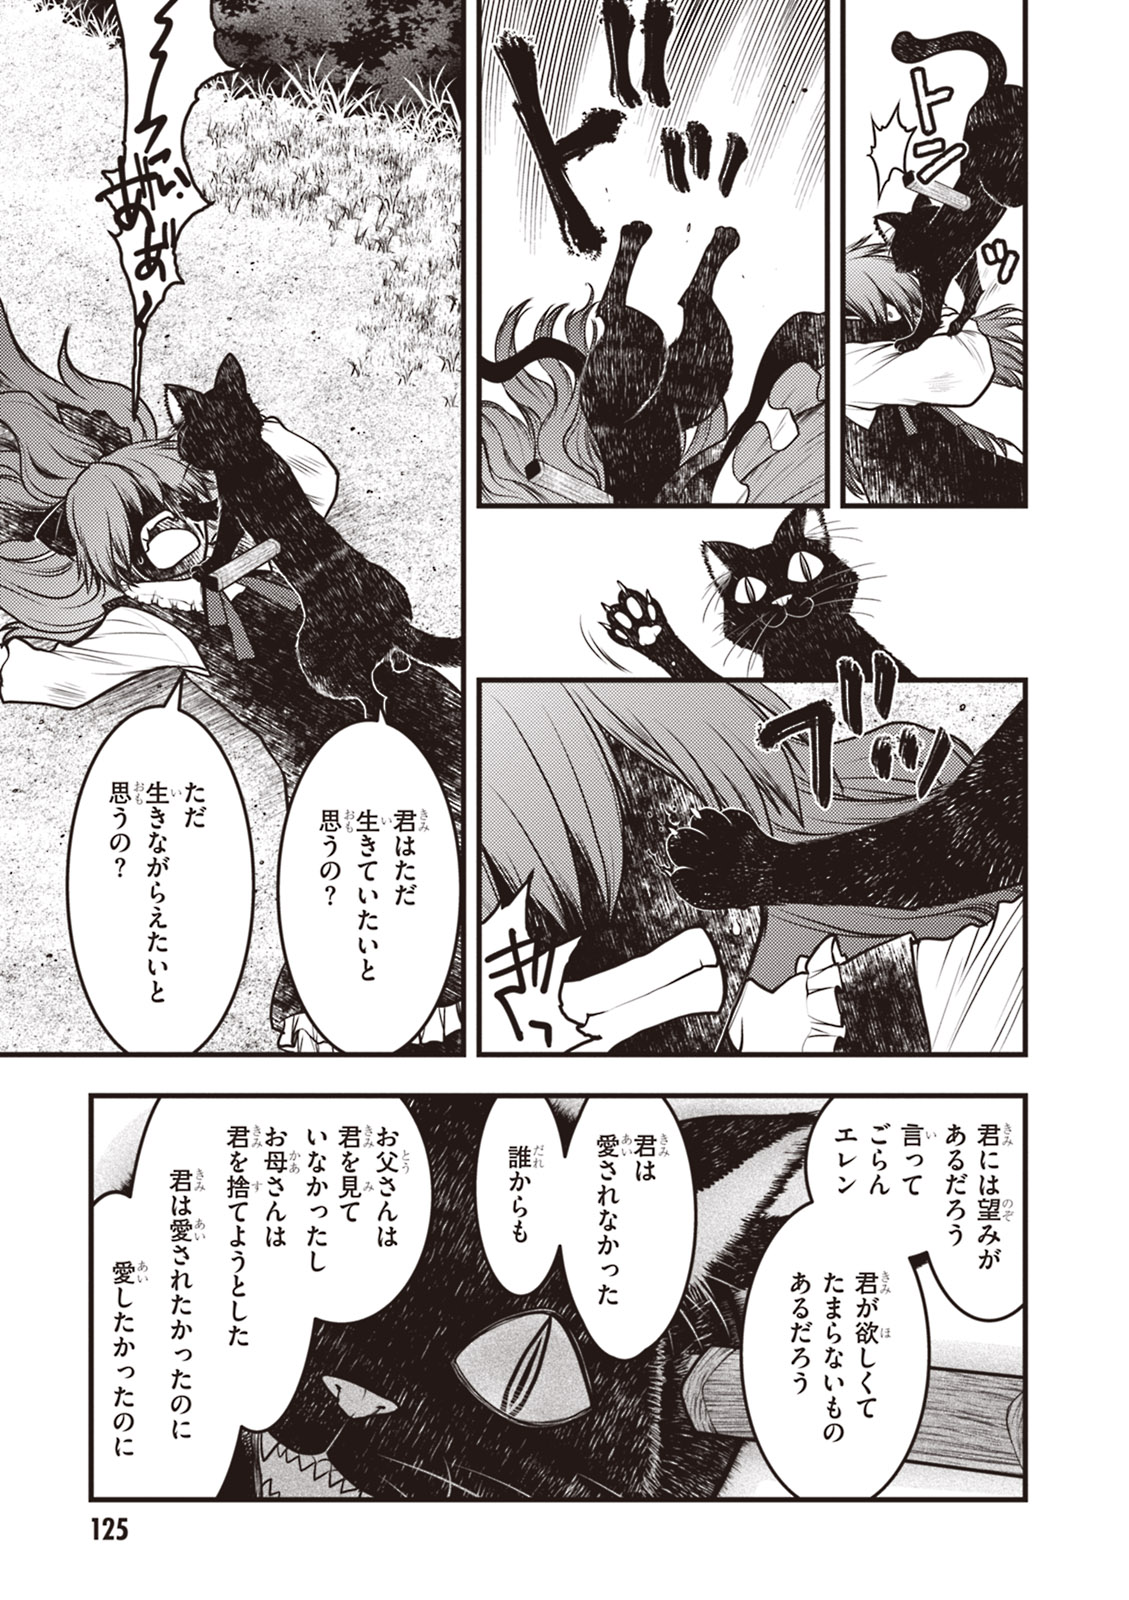 トンッ
ドドッ
ブブッ
ぎぃっ
君はただ
生きていたいと
思うの？
ただ
生きながらえたいと
思うの？
君には望みが
あるだろう
言って
ごらん
エレン
君が欲しくて
たまらないもの
あるだろう
君は
愛されなかった
誰からも
お父さんは
君を見て
いなかったし
お母さんは
君を捨てようとした
君は愛されたかったのに
愛したかったのに
125